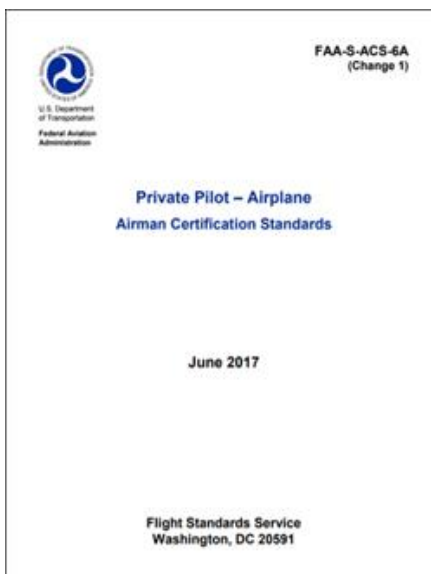 FAA-S-ACS-6A
(Change 1)
U.S. Department
of Transportation
Federal Aviation
Administration
Private Pilot – Airplane
Airman Certification Standards
June 2017
Flight Standards Service
Washington, DC 20591